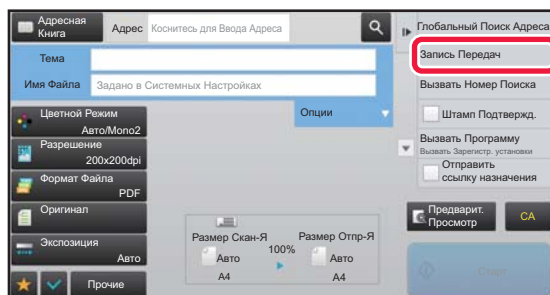 Адресная
Книга
Адрес
Коснитесь для Ввода Адреса
Тема
Имя Файла
Задано в Системных Настройках
Опции
Цветной Режим
Авто/Mono2
Разрешение
200x200dpi
Формат Файла
PDF
Оригинал
Экспозиция
Авто
Прочие
Размер Скан-Я
Авто
A4
100%
Размер Отпр-Я
Авто
A4
Глобальный Поиск Адреса
Запись Передач
Вызвать Номер Поиска
Штамп Подтвержд.
Вызвать Программу
Вызвать Зарегистр. установки
Отправить
ссылку назначения
Предварит.
Просмотр
CA
Старт